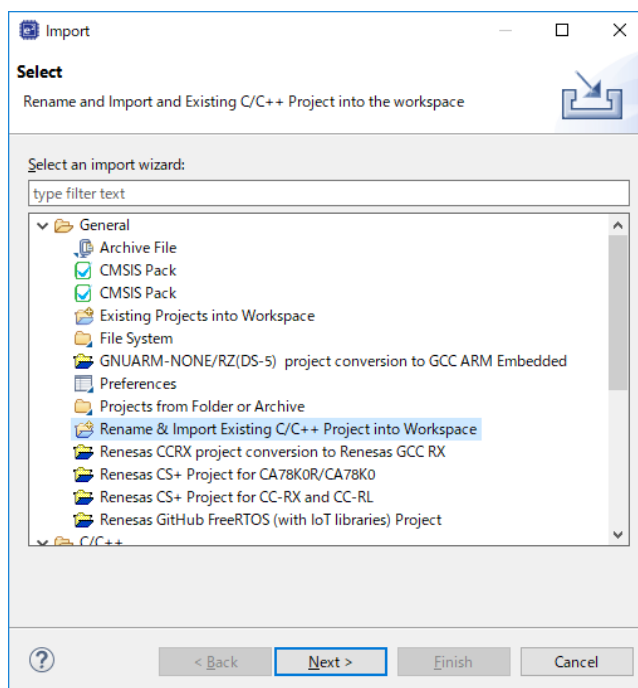 Import
Select
Rename and Import and Existing C/C++ Project into the workspace
Select an import wizard:
type filter text
General
Archive File
CMSIS Pack
CMSIS Pack
Existing Projects into Workspace
File System
GNUARM-NONE/RZ(DS-5) project conversion to GCC ARM Embedded
Preferences
Projects from Folder or Archive
Rename & Import Existing C/C++ Project into Workspace
Renesas CCRX project conversion to Renesas GCC RX
Renesas CS+ Project for CA78K0R/CA78K0
Renesas CS+ Project for CC-RX and CC-RL
Renesas GitHub FreeRTOS (with IoT libraries) Project
C/C++
? < Back Next > Finish Cancel